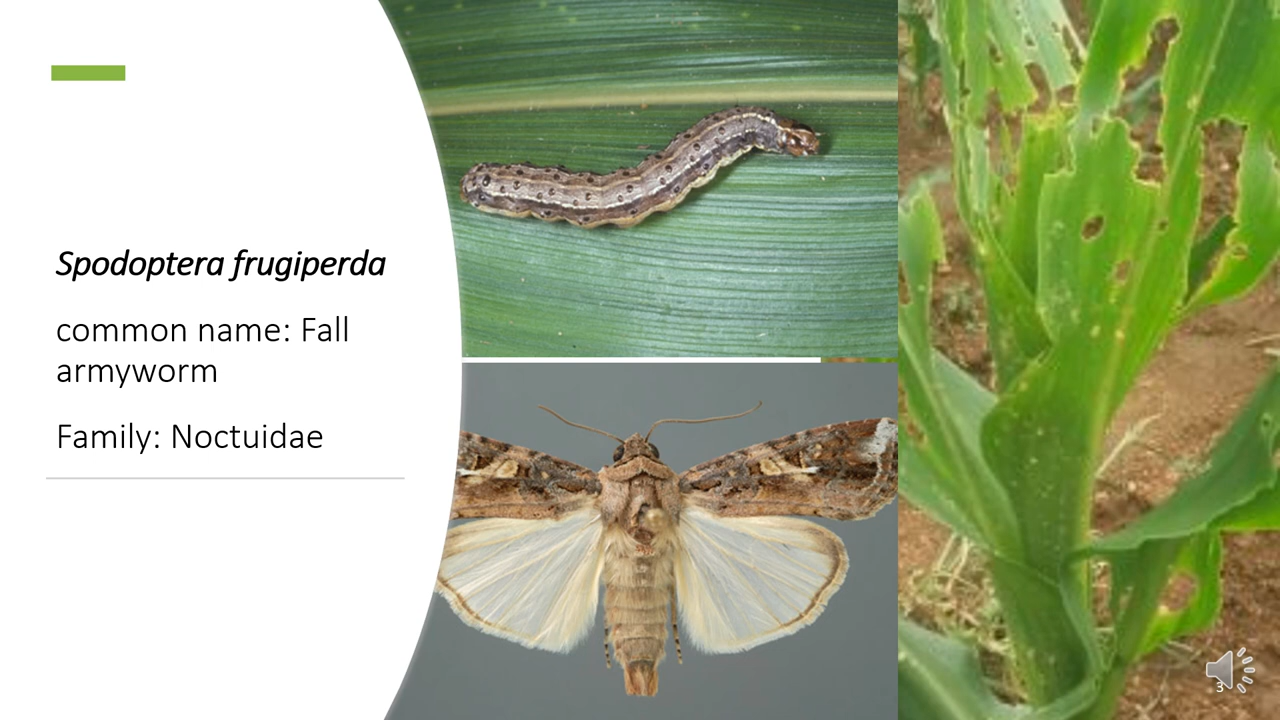 Spodoptera frugiperda
common name: Fall
armyworm
Family: Noctuidae
3